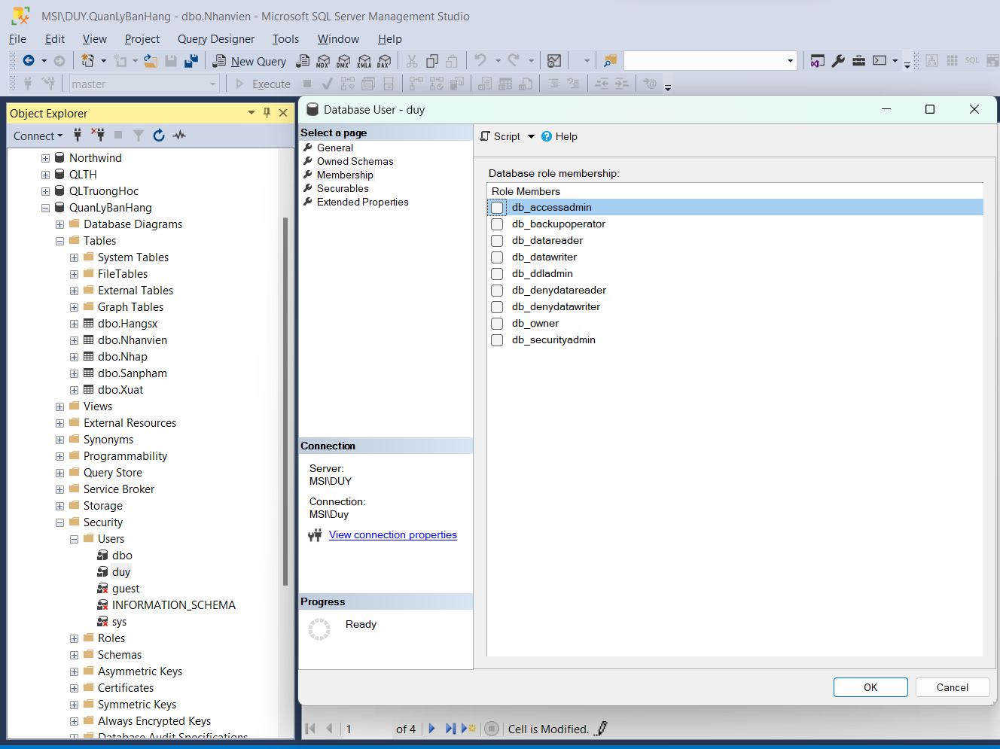 MSI\DUY.QuanLyBanHang - dbo.Nhanvien - Microsoft SQL Server Management Studio
File Edit View Project Query Designer Tools Window Help
New Query MDX DMX XMLA DAX SQL
master Execute
Object Explorer
Connect
Northwind
QLTH
QLTruongHoc
QuanLyBanHang
Database Diagrams
Tables
System Tables
FileTables
External Tables
Graph Tables
dbo.Hangsx
dbo.Nhanvien
dbo.Nhap
dbo.Sanpham
dbo.Xuat
Views
External Resources
Synonyms
Programmability
Query Store
Service Broker
Storage
Security
Users
dbo
duy
guest
INFORMATION_SCHEMA
sys
Roles
Schemas
Asymmetric Keys
Certificates
Symmetric Keys
Always Encrypted Keys
Database Audit Specifications
Database User - duy
Select a page
General
Owned Schemas
Membership
Securables
Extended Properties
Connection
Server:
MSI\DUY
Connection:
MSI\Duy
View connection properties
Progress
Ready
Script Help
Database role membership:
Role Members
db_accessadmin
db_backupoperator
db_datareader
db_datawriter
db_ddladmin
db_denydatareader
db_denydatawriter
db_owner
db_securityadmin
OK Cancel
1 of 4 Cell is Modified.